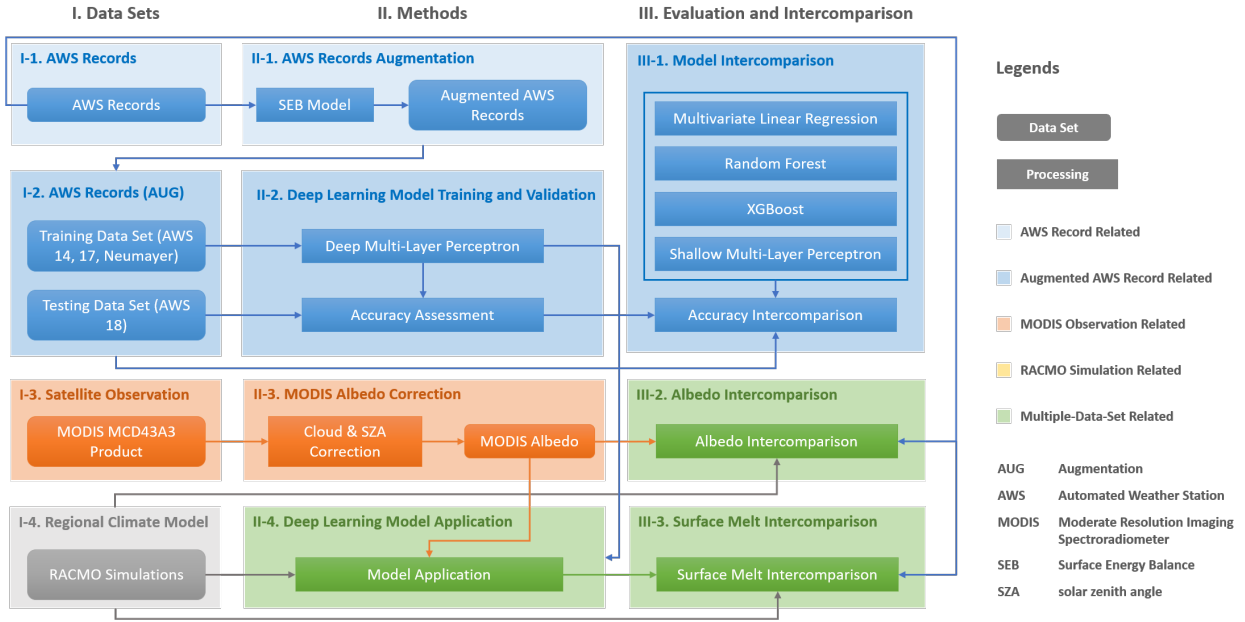 I. Data Sets
II. Methods
III. Evaluation and Intercomparison
I-1. AWS Records
AWS Records
II-1. AWS Records Augmentation
SEB Model
Augmented AWS
Records
III-1. Model Intercomparison
Multivariate Linear Regression
Random Forest
XGBoost
Shallow Multi-Layer Perceptron
Accuracy Intercomparison
I-2. AWS Records (AUG)
Training Data Set (AWS
14, 17, Neumayer)
Testing Data Set (AWS
18)
II-2. Deep Learning Model Training and Validation
Deep Multi-Layer Perceptron
Accuracy Assessment
I-3. Satellite Observation
MODIS MCD43A3
Product
II-3. MODIS Albedo Correction
Cloud & SZA
Correction
MODIS Albedo
III-2. Albedo Intercomparison
Albedo Intercomparison
I-4. Regional Climate Model
RACMO Simulations
II-4. Deep Learning Model Application
Model Application
III-3. Surface Melt Intercomparison
Surface Melt Intercomparison
Legends
Data Set
Processing
AWS Record Related
Augmented AWS Record Related
MODIS Observation Related
RACMO Simulation Related
Multiple-Data-Set Related
AUG Augmentation
AWS Automated Weather Station
MODIS Moderate Resolution Imaging
Spectroradiometer
SEB Surface Energy Balance
SZA solar zenith angle